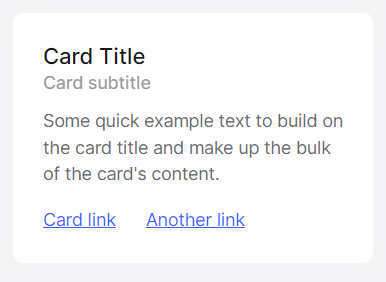 Card Title
Card subtitle
Some quick example text to build on
the card title and make up the bulk
of the card's content.
Card link Another link